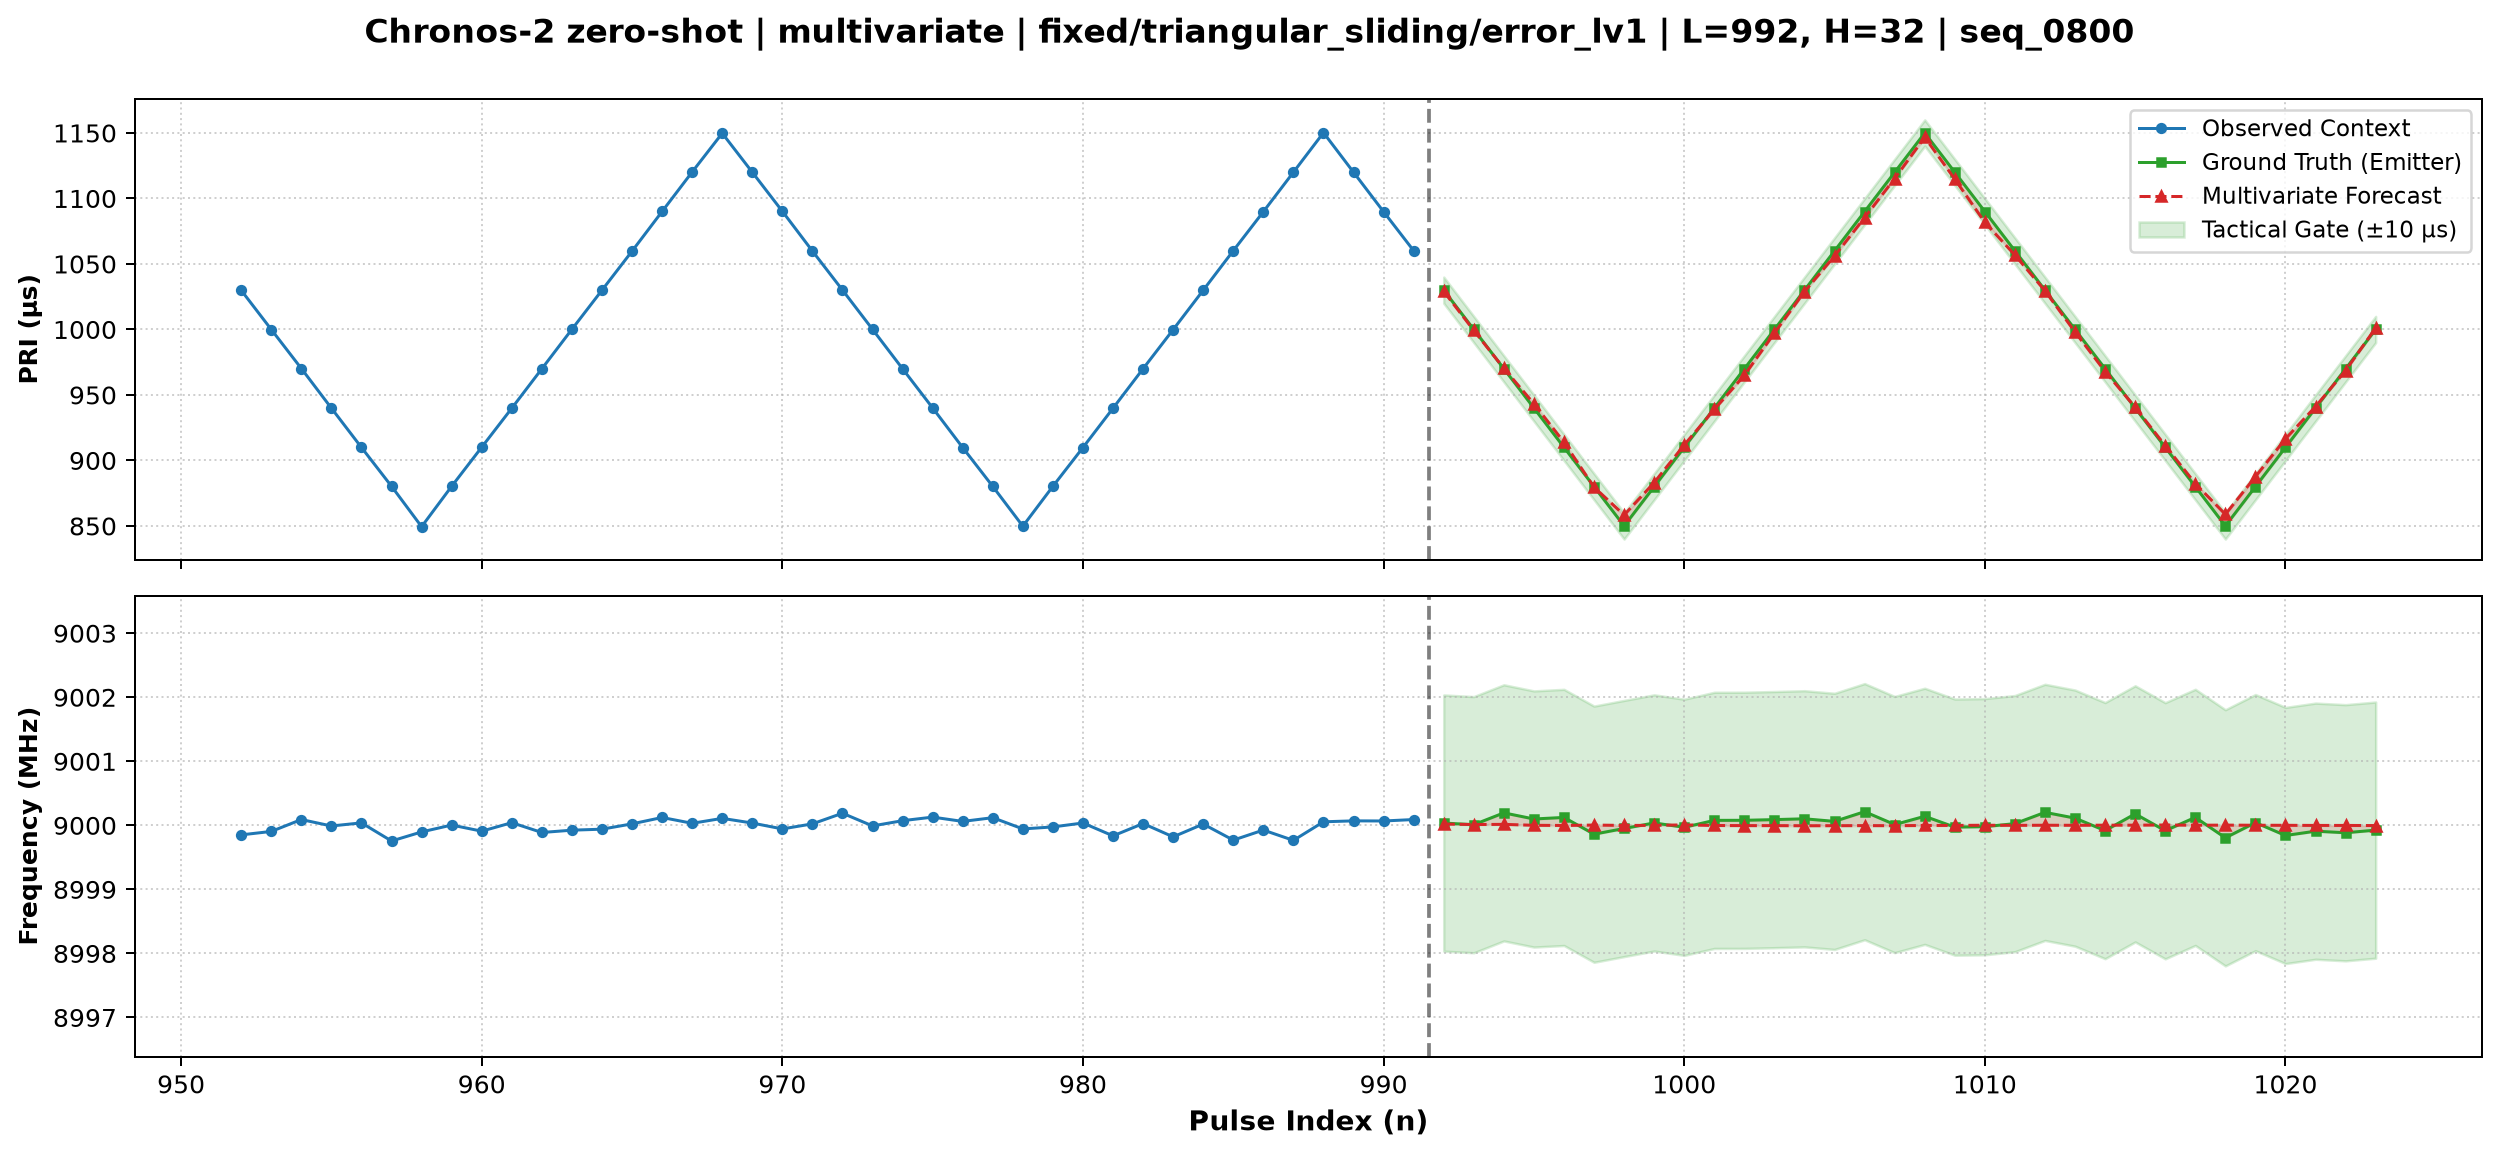 Chronos-2 zero-shot | multivariate | fixed/triangular_sliding/error_lv1 | L=992, H=32 | seq_0800
PRI (µs)
1150
1100
1050
1000
950
900
850
Observed Context
Ground Truth (Emitter)
Multivariate Forecast
Tactical Gate (±10 µs)
Frequency (MHz)
9003
9002
9001
9000
8999
8998
8997
950 960 970 980 990 1000 1010 1020
Pulse Index (n)